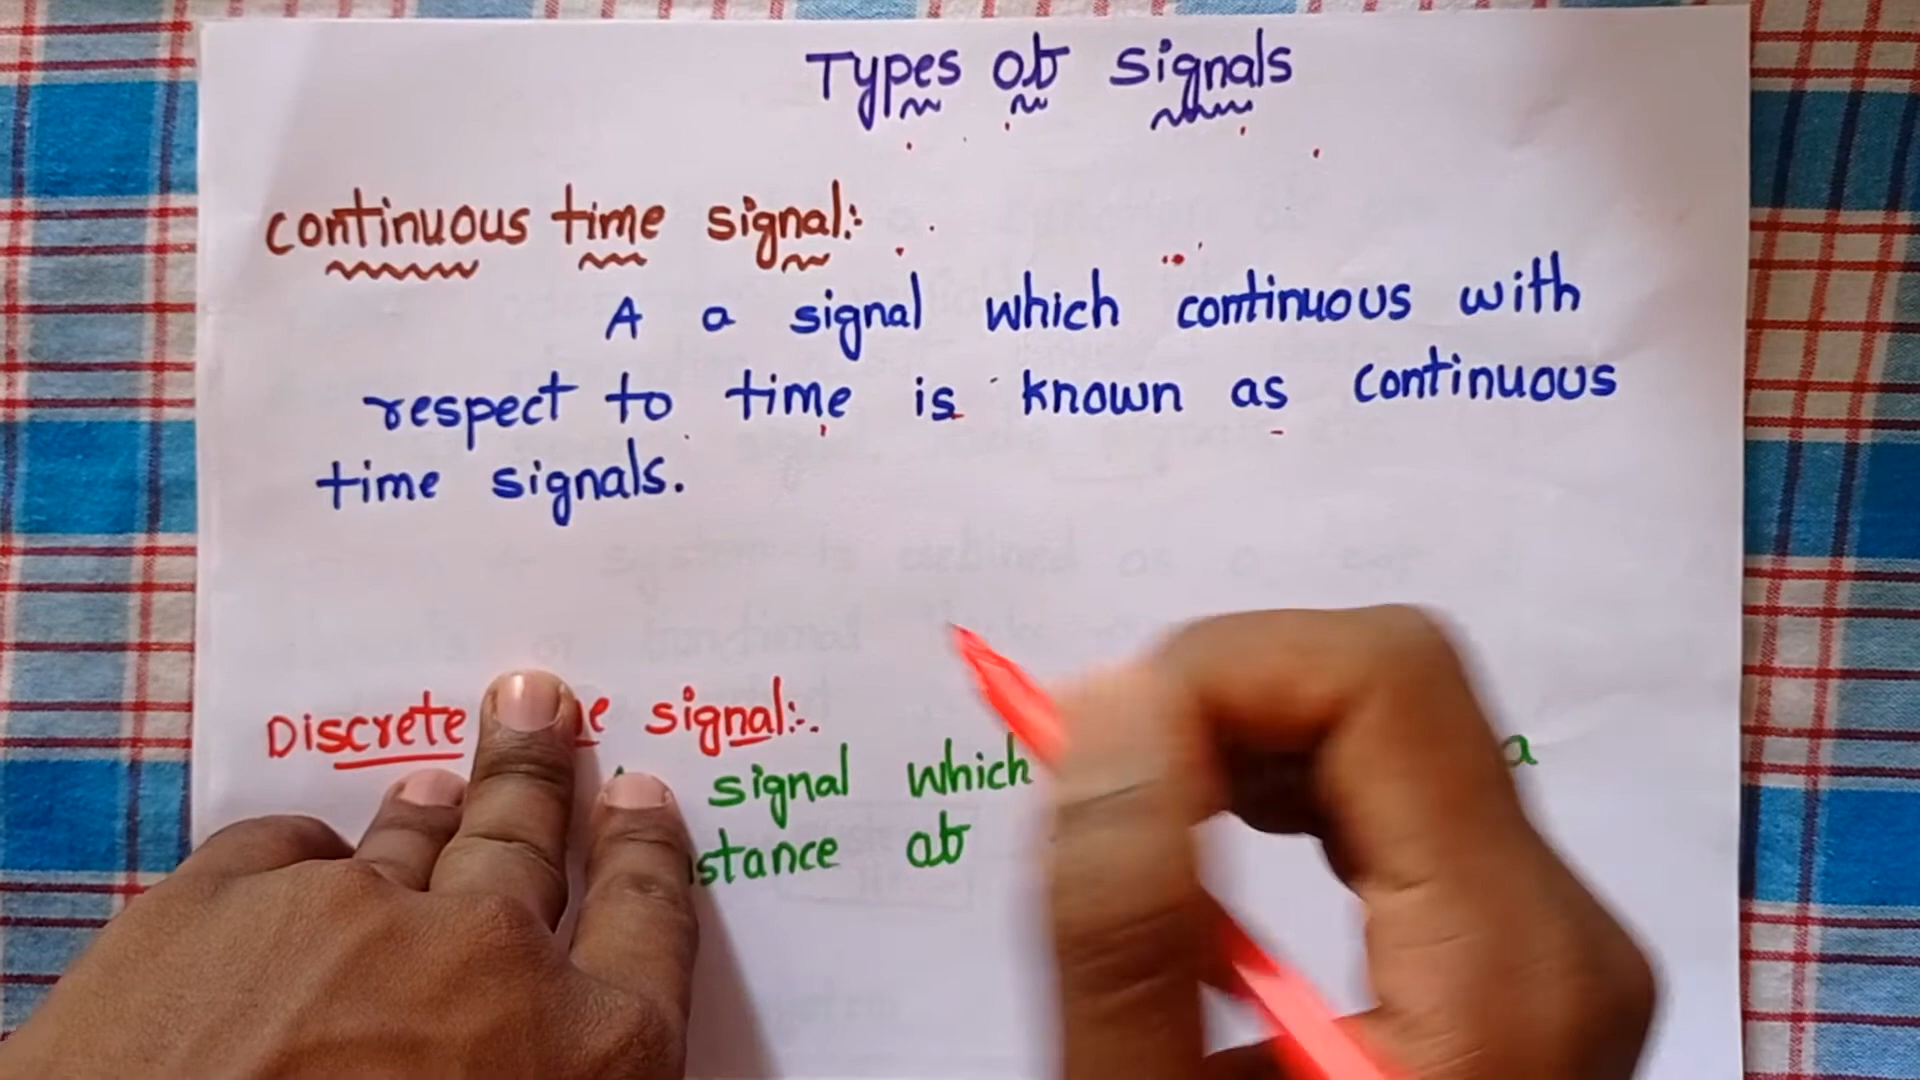 Types of signals
continuous time signal:-
A a signal which continuous with
respect to time is known as continuous
time signals.
Discrete signal:-
signal which a
of